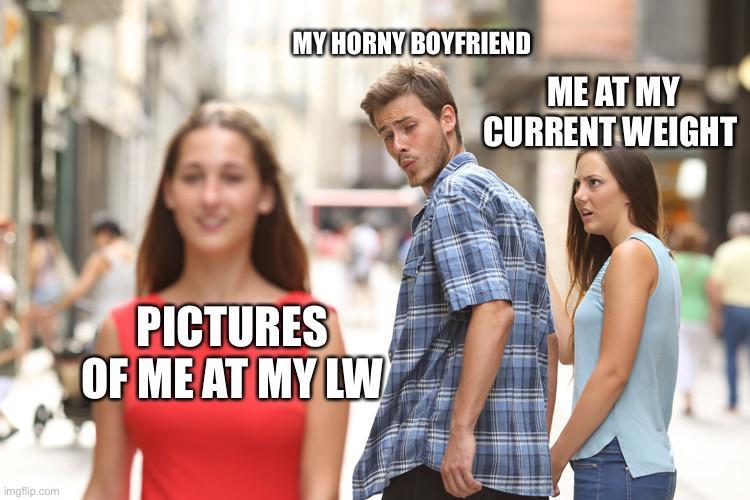 MY HORNY BOYFRIEND
ME AT MY
CURRENT WEIGHT
PICTURES
OF ME AT MY LW
imgflip.com